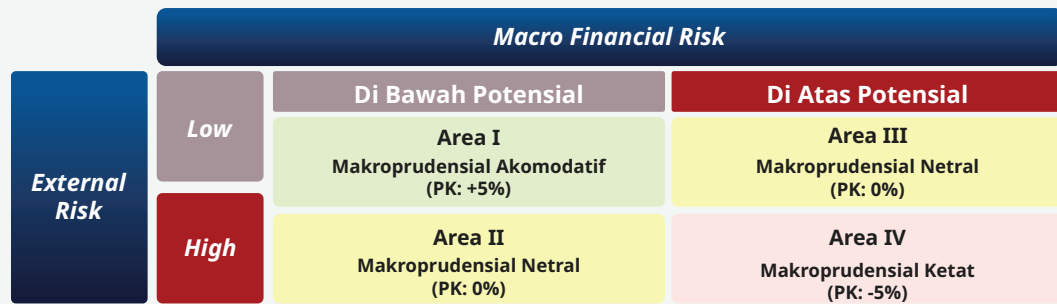 Macro Financial Risk
External
Risk
Low
High
Di Bawah Potensial
Di Atas Potensial
Area I
Makroprudensial Akomodatif
(PK: +5%)
Area III
Makroprudensial Netral
(PK: 0%)
Area II
Makroprudensial Netral
(PK: 0%)
Area IV
Makroprudensial Ketat
(PK: -5%)